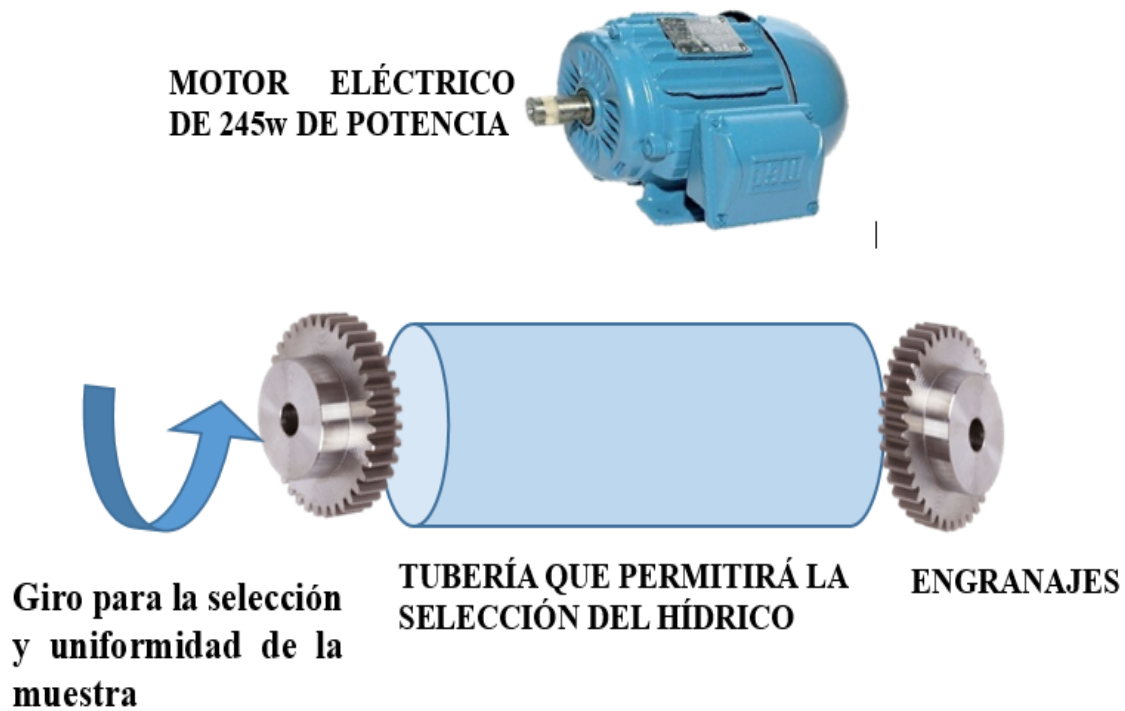 MOTOR ELÉCTRICO
DE 245w DE POTENCIA
TUBERÍA QUE PERMITIRÁ LA
SELECCIÓN DEL HÍDRICO
ENGRANAJES
Giro para la selección
y uniformidad de la
muestra